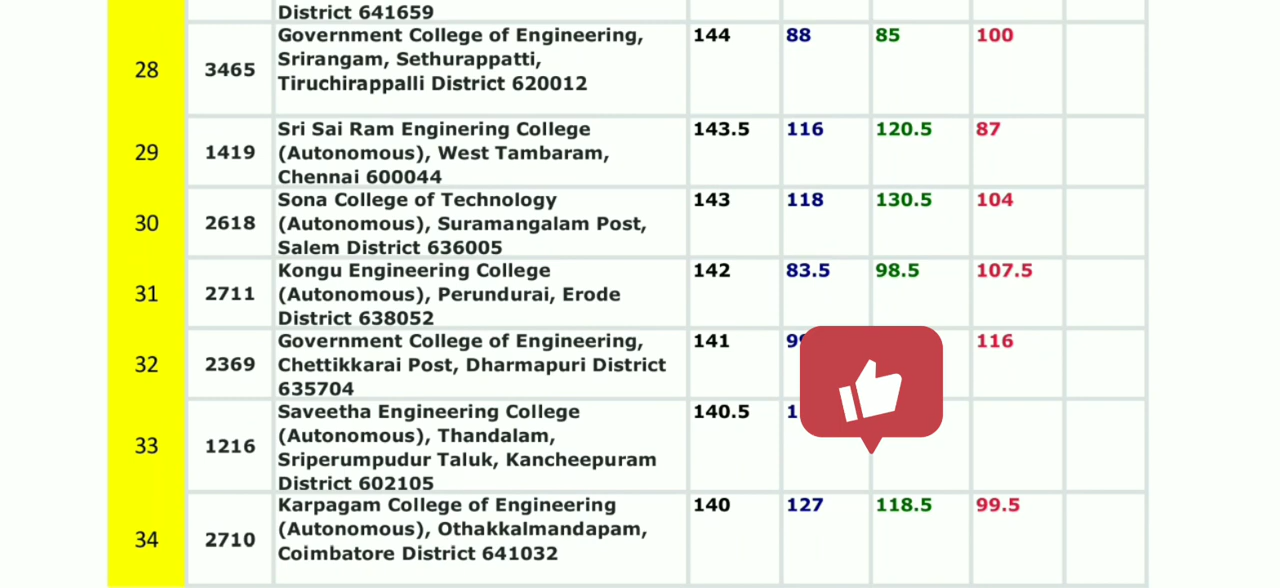 District 641659
28 3465 Government College of Engineering, 144 88 85 100
Srirangam, Sethurappatti,
Tiruchirappalli District 620012
29 1419 Sri Sai Ram Enginering College 143.5 116 120.5 87
(Autonomous), West Tambaram,
Chennai 600044
30 2618 Sona College of Technology 143 118 130.5 104
(Autonomous), Suramangalam Post,
Salem District 636005
31 2711 Kongu Engineering College 142 83.5 98.5 107.5
(Autonomous), Perundurai, Erode
District 638052
32 2369 Government College of Engineering, 141 116
Chettikkarai Post, Dharmapuri District
635704
33 1216 Saveetha Engineering College 140.5
(Autonomous), Thandalam,
Sriperumpudur Taluk, Kancheepuram
District 602105
34 2710 Karpagam College of Engineering 140 127 118.5 99.5
(Autonomous), Othakkalmandapam,
Coimbatore District 641032